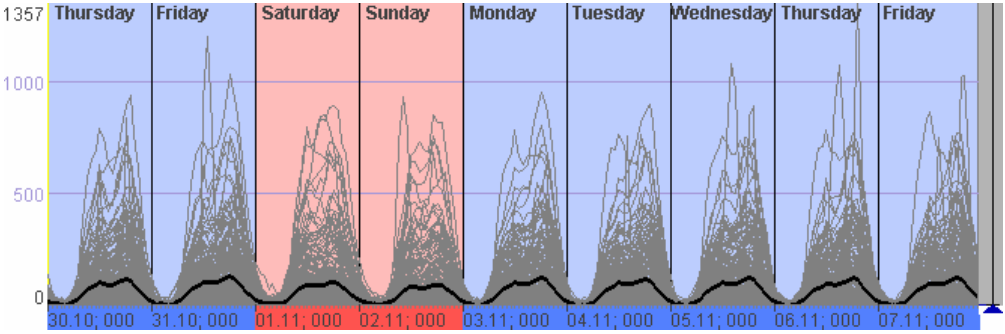 1357 Thursday Friday Saturday Sunday Monday Tuesday Wednesday Thursday Friday
1000
500
0
30.10; 000 31.10; 000 01.11; 000 02.11; 000 03.11; 000 04.11; 000 05.11; 000 06.11; 000 07.11; 000